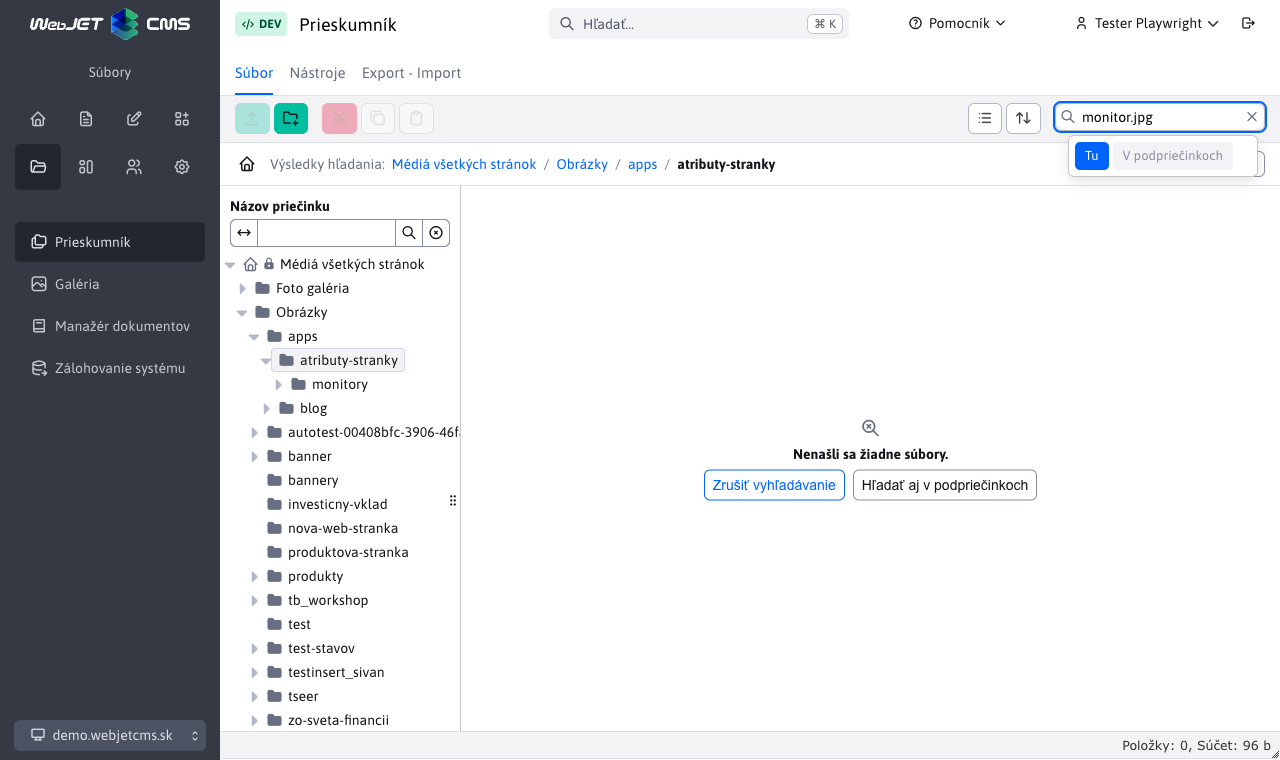 WebJET CMS
DEV
Prieskumník
Hľadať...
⌘ K
Pomocník
Tester Playwright
Súbory
Súbor
Nástroje
Export - Import
monitor.jpg
Tu
V podpriečinkoch
Výsledky hľadania: Médiá všetkých stránok / Obrázky / apps / atributy-stranky
Prieskumník
Galéria
Manažér dokumentov
Zálohovanie systému
Názov priečinku
Médiá všetkých stránok
Foto galéria
Obrázky
apps
atributy-stranky
monitory
blog
autotest-00408bfc-3906-46f
banner
bannery
investicny-vklad
nova-web-stranka
produktova-stranka
produkty
tb_workshop
test
test-stavov
testinsert_sivan
tseer
zo-sveta-financii
Nenašli sa žiadne súbory.
Zrušiť vyhľadávanie
Hľadať aj v podpriečinkoch
demo.webjetcms.sk
Položky: 0, Súčet: 96 b